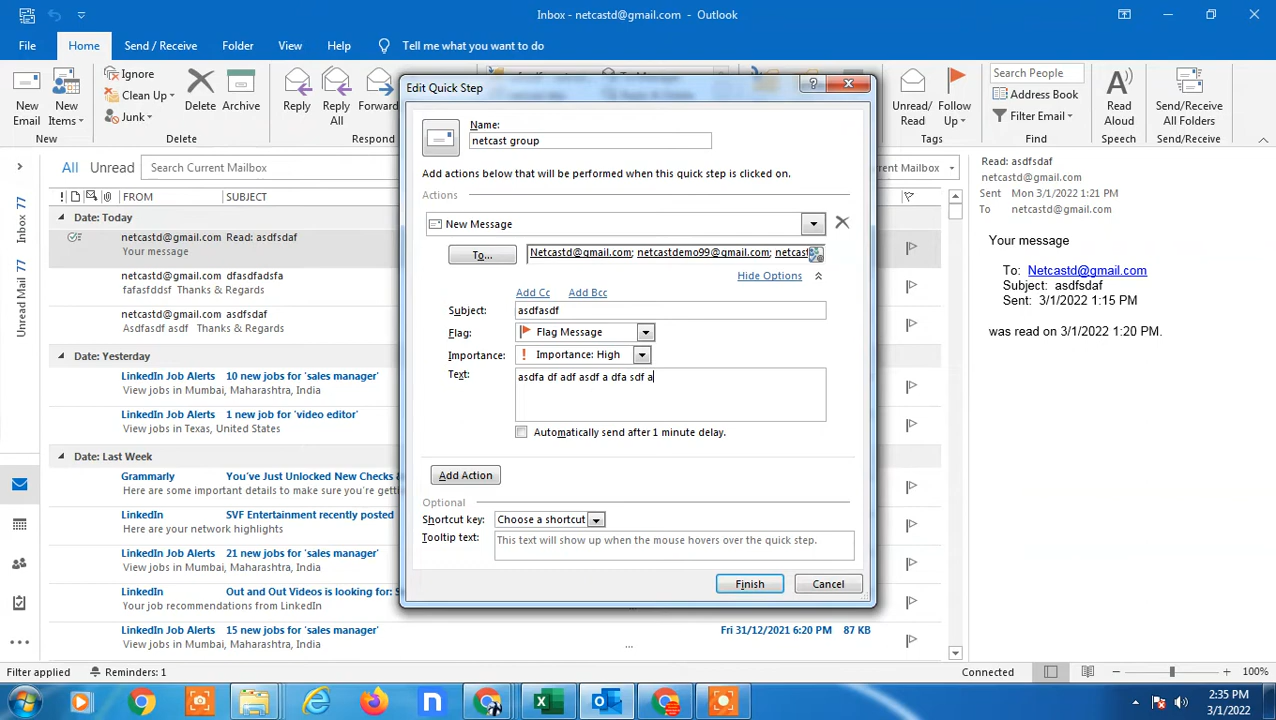 Inbox - netcastd@gmail.com - Outlook
File Home Send / Receive Folder View Help Tell me what you want to do
New Email
New Items
Ignore
Clean Up
Junk
Delete
Archive
Reply
Reply All
Forward
Unread/ Read
Follow Up
Search People
Address Book
Filter Email
Read Aloud
Send/Receive All Folders
New Delete Respond Tags Find Speech Send/Receive
All Unread Search Current Mailbox
FROM SUBJECT
Date: Today
netcastd@gmail.com Read: asdfsdaf
Your message
netcastd@gmail.com dfasdfadsfa
fafasfddsf Thanks & Regards
netcastd@gmail.com asdfsdaf
Asdfasdf asdf Thanks & Regards
Date: Yesterday
LinkedIn Job Alerts 10 new jobs for 'sales manager'
View jobs in Mumbai, Maharashtra, India
LinkedIn Job Alerts 1 new job for 'video editor'
View jobs in Texas, United States
Date: Last Week
Grammarly You've Just Unlocked New Checks
Here are some important details to make sure you're
LinkedIn SVF Entertainment recently posted
Here are your network highlights
LinkedIn 21 new jobs for 'sales manager'
View jobs in Mumbai, Maharashtra, India
LinkedIn Out and Out Videos is looking for:
Your job recommendations from LinkedIn
LinkedIn Job Alerts 15 new jobs for 'sales manager' Fri 31/12/2021 6:20 PM 87 KB
View jobs in Mumbai, Maharashtra, India ...
Inbox 77
Unread Mail 77
Edit Quick Step
Name:
netcast group
Add actions below that will be performed when this quick step is clicked on.
Actions
New Message
To... Netcastd@gmail.com; netcastdemo99@gmail.com; netcast
Hide Options
Add Cc Add Bcc
Subject: asdfasdf
Flag: Flag Message
Importance: Importance: High
Text: asdfa df adf asdf a dfa sdf a
Automatically send after 1 minute delay.
Add Action
Optional
Shortcut key: Choose a shortcut
Tooltip text: This text will show up when the mouse hovers over the quick step.
Finish Cancel
Read: asdfsdaf
netcastd@gmail.com
Sent Mon 3/1/2022 1:21 PM
To netcastd@gmail.com
Your message
To: Netcastd@gmail.com
Subject: asdfsdaf
Sent: 3/1/2022 1:15 PM
was read on 3/1/2022 1:20 PM.
Filter applied Reminders: 1 Connected 100%
2:35 PM
3/1/2022